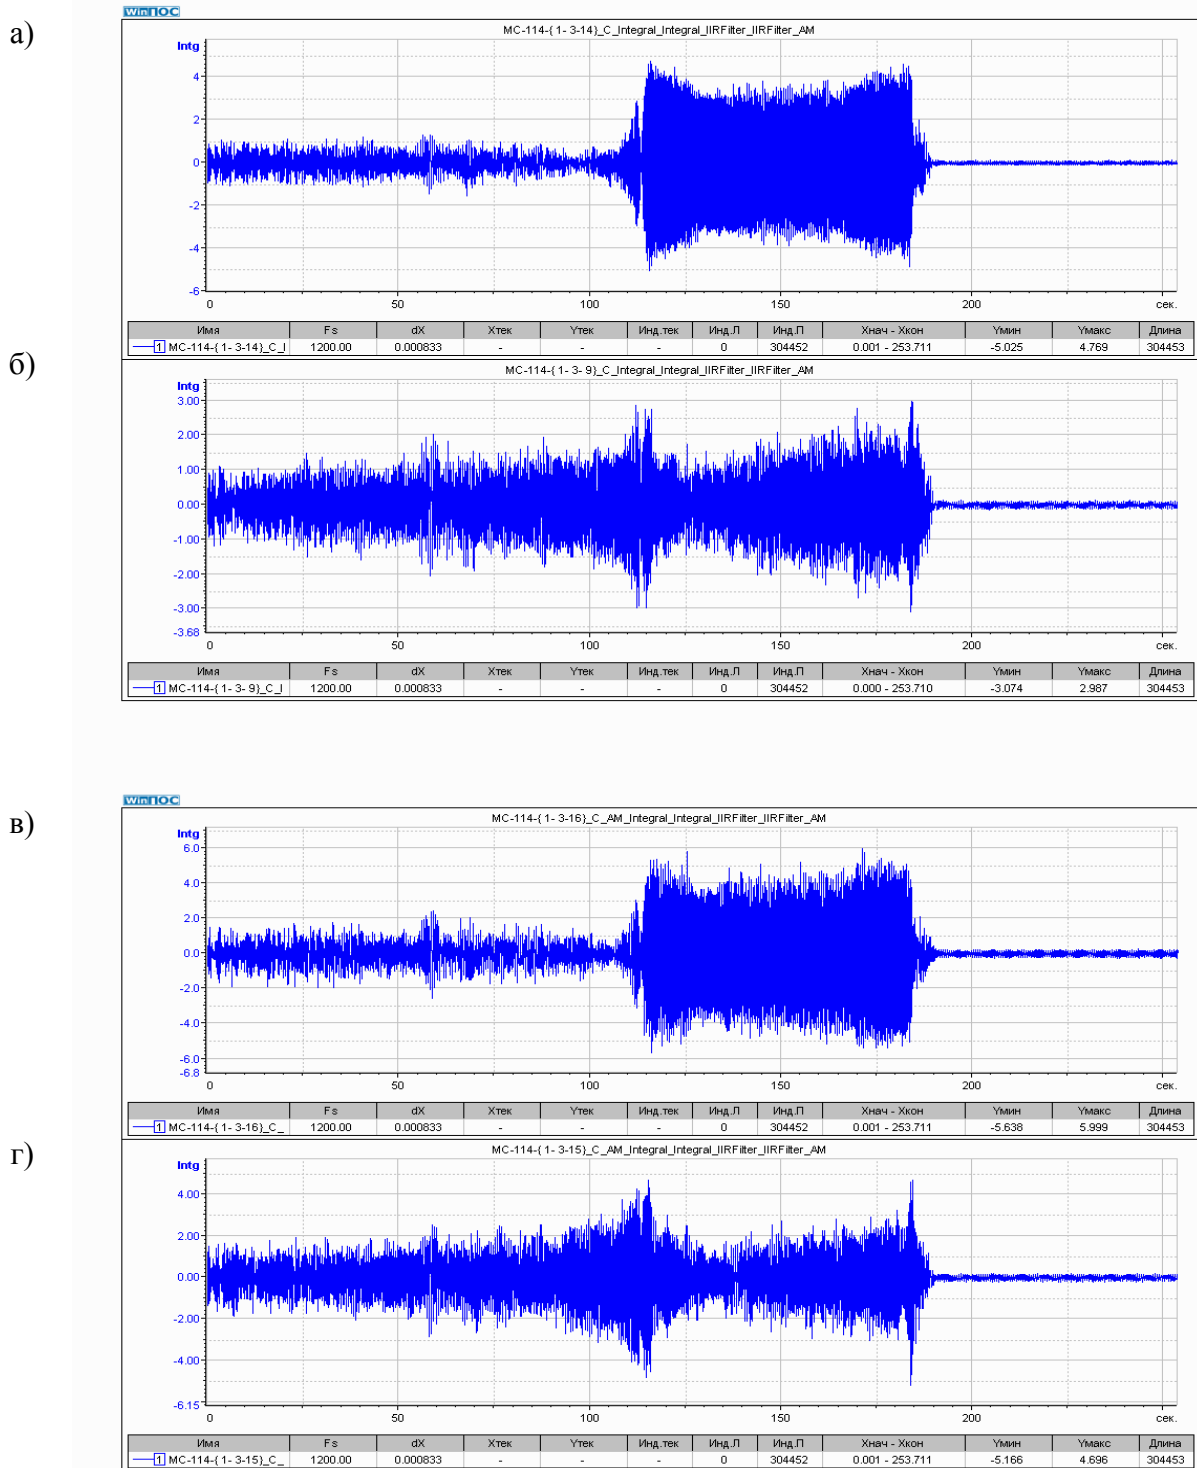 WinПОС
а)
MC-114-{ 1- 3-14}_C_Integral_Integral_IIRFilter_IIRFilter_AM
Intg
4
2
0
-2
-4
-6
0 50 100 150 200 сек.
Имя Fs dX Xтек Yтек Инд.тек Инд.Л Инд.П Xнач - Xкон Yмин Yмакс Длина
1 MC-114-{ 1- 3-14}_C_I 1200.00 0.000833 - - - 0 304452 0.001 - 253.711 -5.025 4.769 304453
б)
MC-114-{ 1- 3- 9}_C_Integral_Integral_IIRFilter_IIRFilter_AM
Intg
3.00
2.00
1.00
0.00
-1.00
-2.00
-3.00
-3.68
0 50 100 150 200 сек.
Имя Fs dX Xтек Yтек Инд.тек Инд.Л Инд.П Xнач - Xкон Yмин Yмакс Длина
1 MC-114-{ 1- 3- 9}_C_I 1200.00 0.000833 - - - 0 304452 0.000 - 253.710 -3.074 2.987 304453
WinПОС
в)
MC-114-{ 1- 3-16}_C_AM_Integral_Integral_IIRFilter_IIRFilter_AM
Intg
6.0
4.0
2.0
0.0
-2.0
-4.0
-6.0
-6.8
0 50 100 150 200 сек.
Имя Fs dX Xтек Yтек Инд.тек Инд.Л Инд.П Xнач - Xкон Yмин Yмакс Длина
1 MC-114-{ 1- 3-16}_C_ 1200.00 0.000833 - - - 0 304452 0.001 - 253.711 -5.638 5.999 304453
г)
MC-114-{ 1- 3-15}_C_AM_Integral_Integral_IIRFilter_IIRFilter_AM
Intg
4.00
2.00
0.00
-2.00
-4.00
-6.15
0 50 100 150 200 сек.
Имя Fs dX Xтек Yтек Инд.тек Инд.Л Инд.П Xнач - Xкон Yмин Yмакс Длина
1 MC-114-{ 1- 3-15}_C_ 1200.00 0.000833 - - - 0 304452 0.001 - 253.711 -5.166 4.696 304453